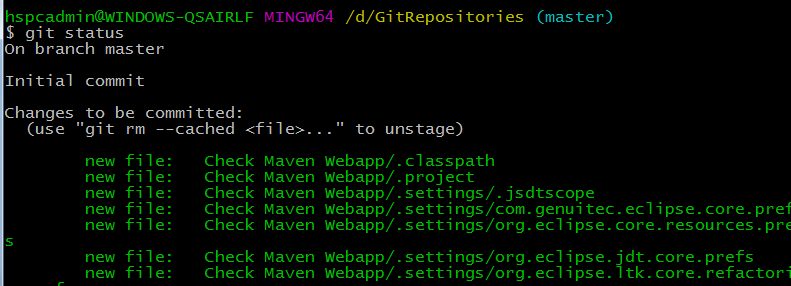 hspcadmin@WINDOWS-QSAIRLF MINGW64 /d/GitRepositories (master)
$ git status
On branch master
Initial commit
Changes to be committed:
(use "git rm --cached <file>..." to unstage)
new file: Check Maven Webapp/.classpath
new file: Check Maven Webapp/.project
new file: Check Maven Webapp/.settings/.jsdtscope
new file: Check Maven Webapp/.settings/com.genuitec.eclipse.core.pref
new file: Check Maven Webapp/.settings/org.eclipse.core.resources.pre
s
new file: Check Maven Webapp/.settings/org.eclipse.jdt.core.prefs
new file: Check Maven Webapp/.settings/org.eclipse.ltk.core.refactori